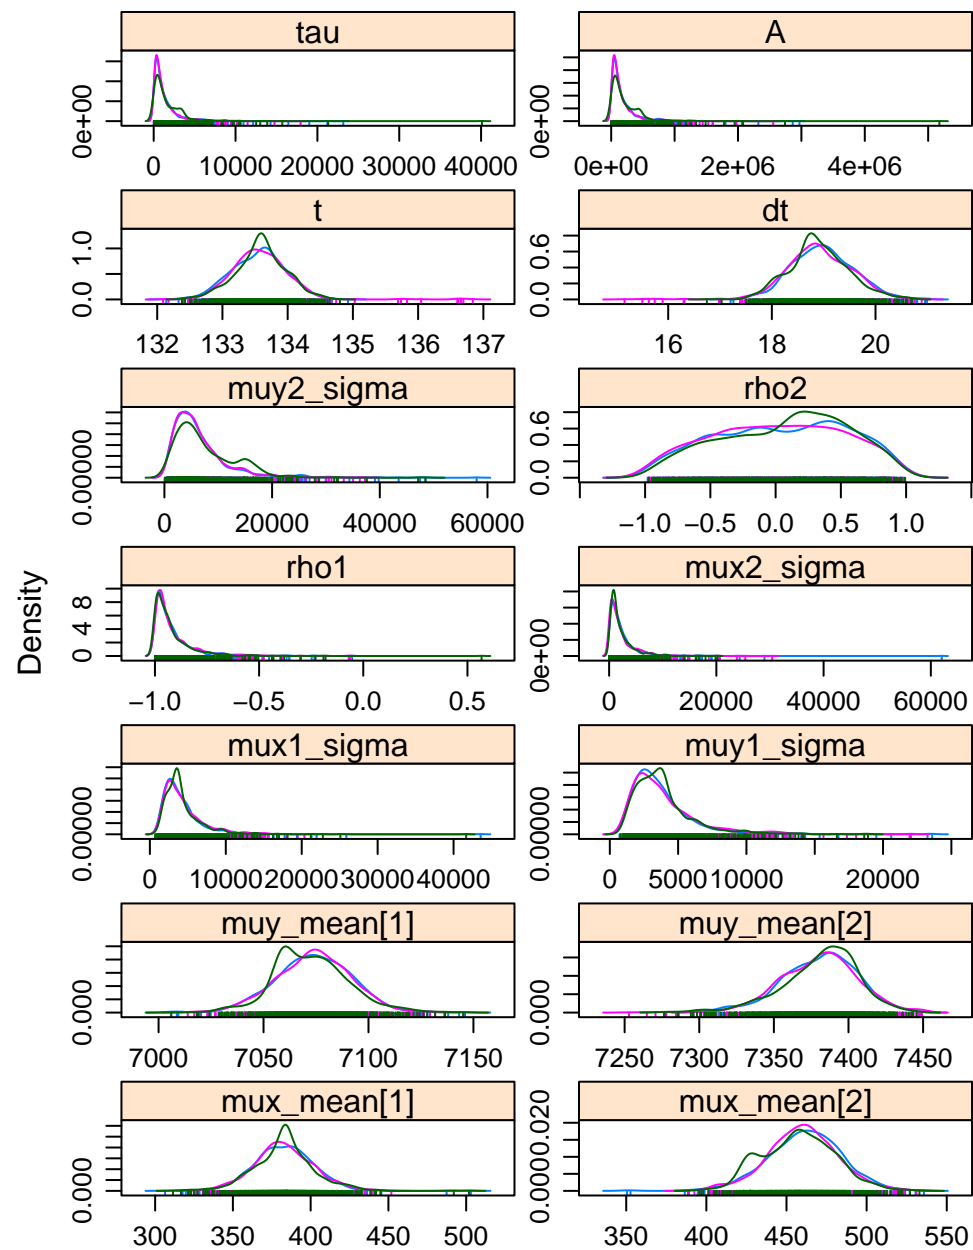 tau
A
0e+00
0e+00
0 10000 20000 30000 40000
0e+00 2e+06 4e+06
t
dt
0.0 1.0
0.0 0.6
132 133 134 135 136 137
16 18 20
muy2_sigma
rho2
0.00000
0.0 0.6
0 20000 40000 60000
−1.0 −0.5 0.0 0.5 1.0
rho1
mux2_sigma
Density
0 4 8
0e+00
−1.0 −0.5 0.0 0.5
0 20000 40000 60000
mux1_sigma
muy1_sigma
0.00000
0.00000
0 10000 20000 30000 40000
0 5000 10000 20000
muy_mean[1]
muy_mean[2]
0.000
0.000
7000 7050 7100 7150
7250 7300 7350 7400 7450
mux_mean[1]
mux_mean[2]
0.000
0.000 0.020
300 350 400 450 500
350 400 450 500 550